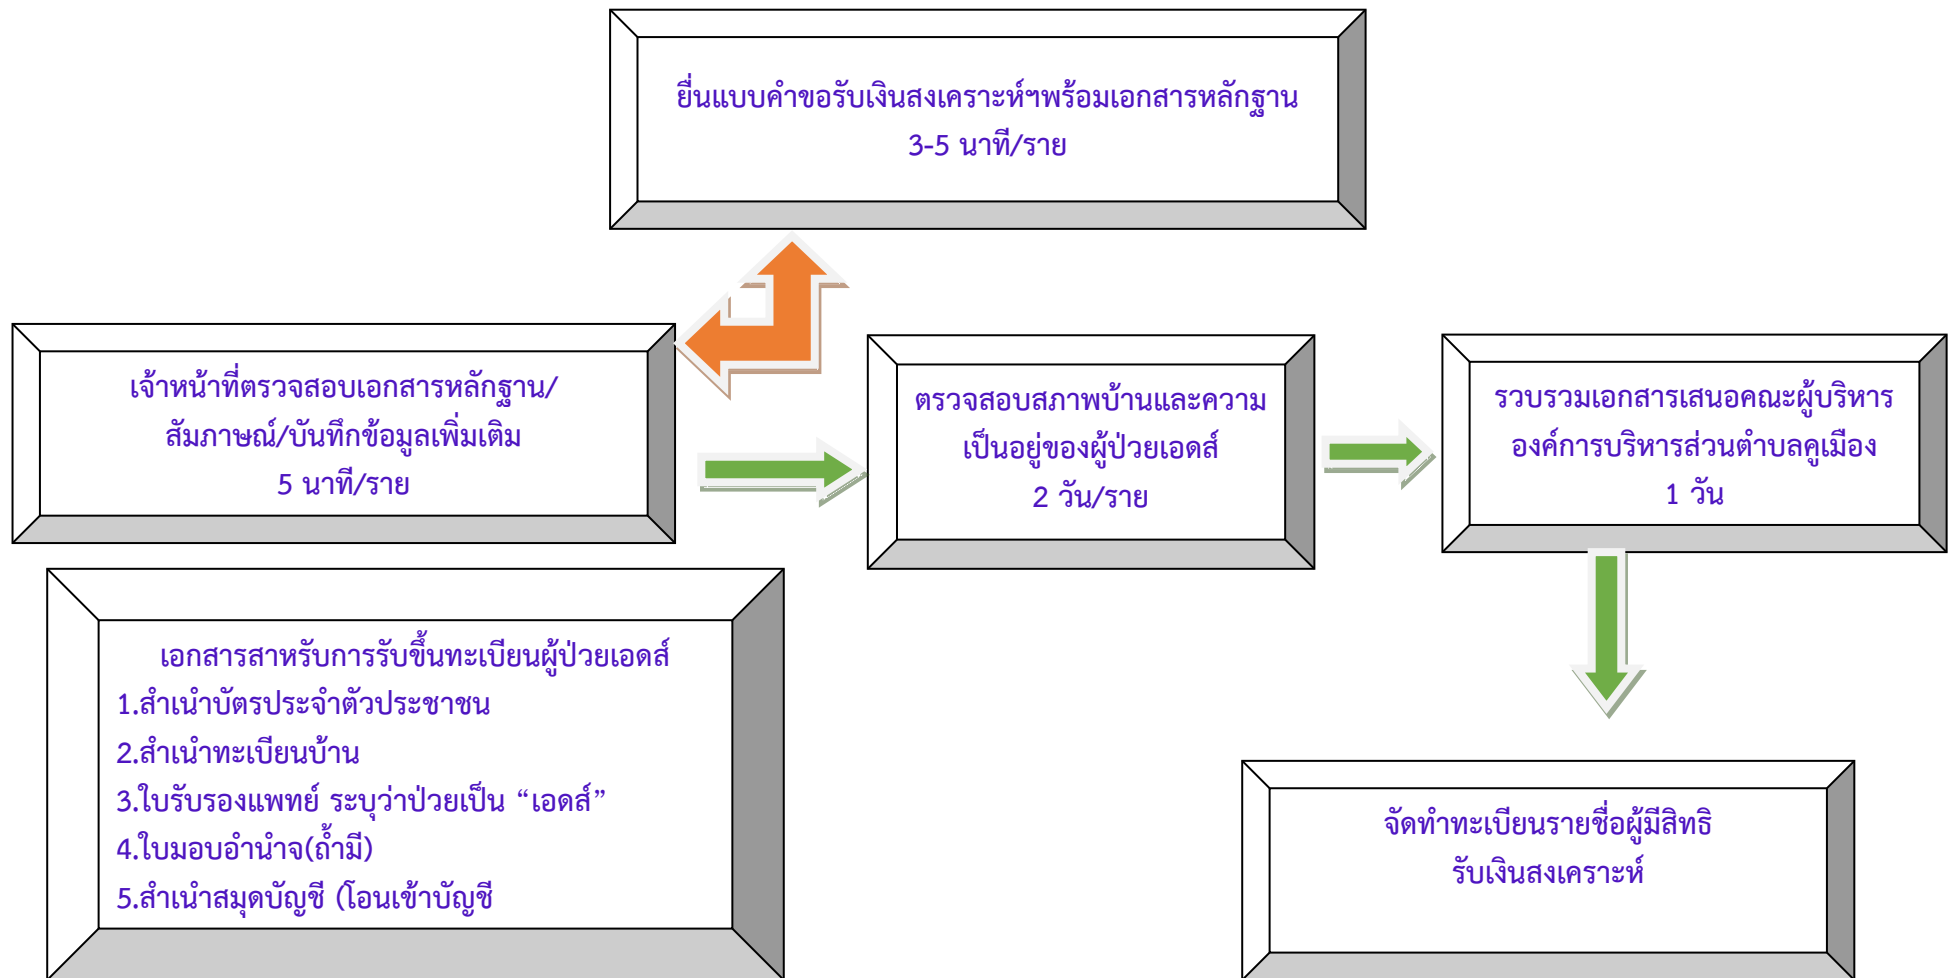 ยื่นแบบคำขอรับเงินสงเคราะห์ฯพร้อมเอกสารหลักฐาน
3-5 นาที/ราย
เจ้าหน้าที่ตรวจสอบเอกสารหลักฐาน/
สัมภาษณ์/บันทึกข้อมูลเพิ่มเติม
5 นาที/ราย
ตรวจสอบสภาพบ้านและความ
เป็นอยู่ของผู้ป่วยเอดส์
2 วัน/ราย
รวบรวมเอกสารเสนอคณะผู้บริหาร
องค์การบริหารส่วนตำบลคูเมือง
1 วัน
เอกสารสาหรับการรับขึ้นทะเบียนผู้ป่วยเอดส์
1.สำเนำบัตรประจำตัวประชาชน
2.สำเนำทะเบียนบ้าน
3.ใบรับรองแพทย์ ระบุว่าป่วยเป็น “เอดส์”
4.ใบมอบอำนำจ(ถ้ำมี)
5.สำเนำสมุดบัญชี (โอนเข้าบัญชี
จัดทำทะเบียนรายชื่อผู้มีสิทธิ
รับเงินสงเคราะห์